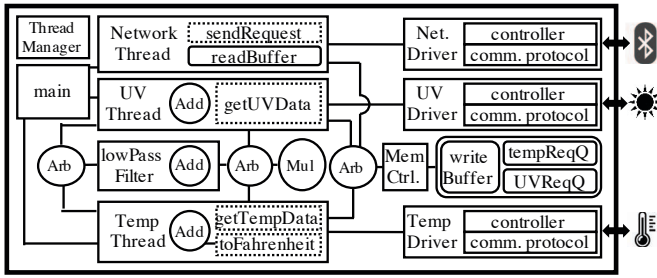 Thread
Manager
main
Network
Thread
sendRequest
readBuffer
Net.
Driver
controller
comm. protocol
UV
Thread
Add
getUVData
UV
Driver
controller
comm. protocol
Arb
lowPass
Filter
Add
Arb
Mul
Arb
Mem
Ctrl.
write
Buffer
tempReqQ
UVReqQ
Temp
Thread
Add
getTempData
toFahrenheit
Temp
Driver
controller
comm. protocol